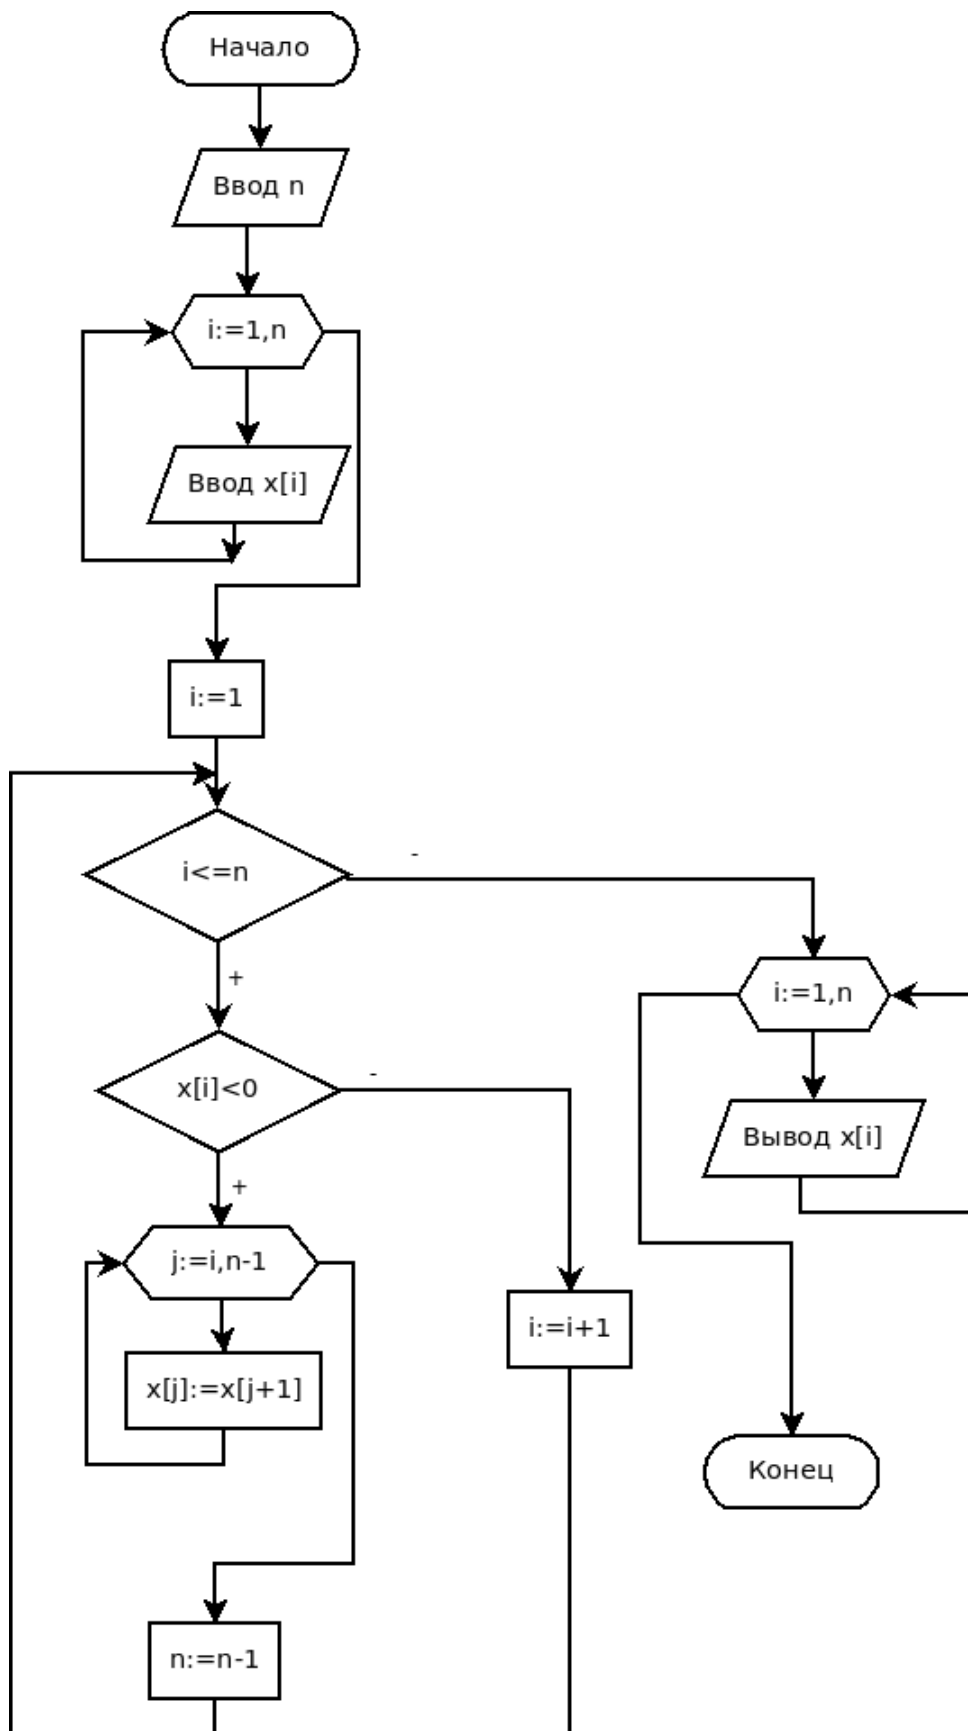 Начало
Ввод n
i:=1,n
Ввод x[i]
i:=1
i<=n
-
+
x[i]<0
-
+
j:=i,n-1
x[j]:=x[j+1]
n:=n-1
i:=i+1
i:=1,n
Вывод x[i]
Конец